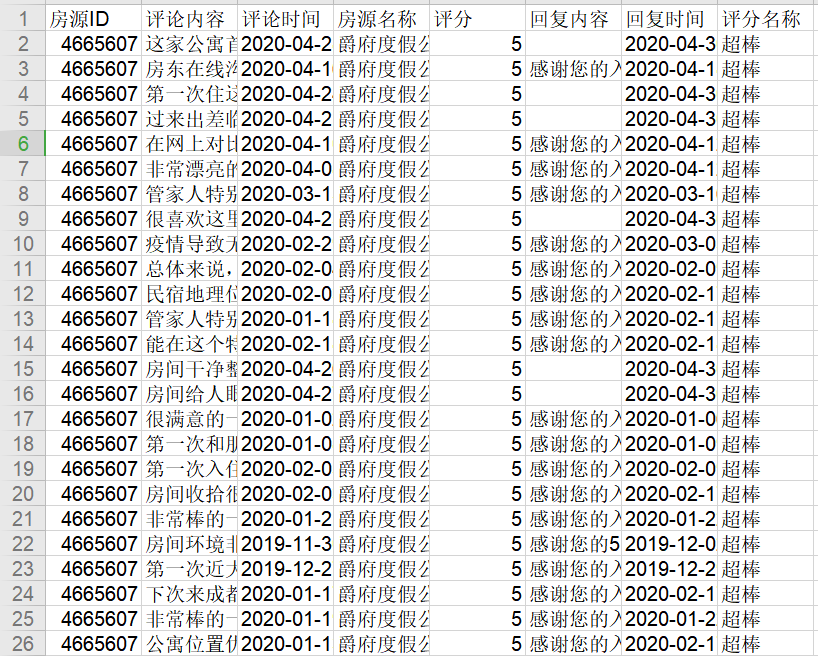 1 房源ID 评论内容 评论时间 房源名称 评分 回复内容 回复时间 评分名称
2 4665607 这家公寓首 2020-04-2 爵府度假公 5 2020-04-3 超棒
3 4665607 房东在线沟 2020-04-1 爵府度假公 5 感谢您的入 2020-04-1 超棒
4 4665607 第一次住这 2020-04-2 爵府度假公 5 2020-04-3 超棒
5 4665607 过来出差临 2020-04-2 爵府度假公 5 2020-04-3 超棒
6 4665607 在网上对比 2020-04-1 爵府度假公 5 感谢您的入 2020-04-1 超棒
7 4665607 非常漂亮的 2020-04-0 爵府度假公 5 感谢您的入 2020-04-1 超棒
8 4665607 管家人特别 2020-03-1 爵府度假公 5 感谢您的入 2020-03-1 超棒
9 4665607 很喜欢这里 2020-04-2 爵府度假公 5 2020-04-3 超棒
10 4665607 疫情导致无 2020-02-2 爵府度假公 5 感谢您的入 2020-03-0 超棒
11 4665607 总体来说， 2020-02-0 爵府度假公 5 感谢您的入 2020-02-0 超棒
12 4665607 民宿地理位 2020-02-0 爵府度假公 5 感谢您的入 2020-02-1 超棒
13 4665607 管家人特别 2020-01-1 爵府度假公 5 感谢您的入 2020-02-1 超棒
14 4665607 能在这个特 2020-02-1 爵府度假公 5 感谢您的入 2020-02-1 超棒
15 4665607 房间干净整 2020-04-2 爵府度假公 5 2020-04-3 超棒
16 4665607 房间给人眼 2020-04-2 爵府度假公 5 2020-04-3 超棒
17 4665607 很满意的一 2020-01-0 爵府度假公 5 感谢您的入 2020-01-0 超棒
18 4665607 第一次和朋 2020-01-0 爵府度假公 5 感谢您的入 2020-01-0 超棒
19 4665607 第一次入住 2020-02-0 爵府度假公 5 感谢您的入 2020-02-0 超棒
20 4665607 房间收拾很 2020-02-0 爵府度假公 5 感谢您的入 2020-02-1 超棒
21 4665607 非常棒的一 2020-01-2 爵府度假公 5 感谢您的入 2020-01-2 超棒
22 4665607 房间环境非 2019-11-3 爵府度假公 5 感谢您的5 2019-12-0 超棒
23 4665607 第一次近大 2019-12-2 爵府度假公 5 感谢您的入 2019-12-2 超棒
24 4665607 下次来成都 2020-01-1 爵府度假公 5 感谢您的入 2020-02-1 超棒
25 4665607 非常棒的一 2020-01-1 爵府度假公 5 感谢您的入 2020-01-2 超棒
26 4665607 公寓位置优 2020-01-1 爵府度假公 5 感谢您的入 2020-02-1 超棒